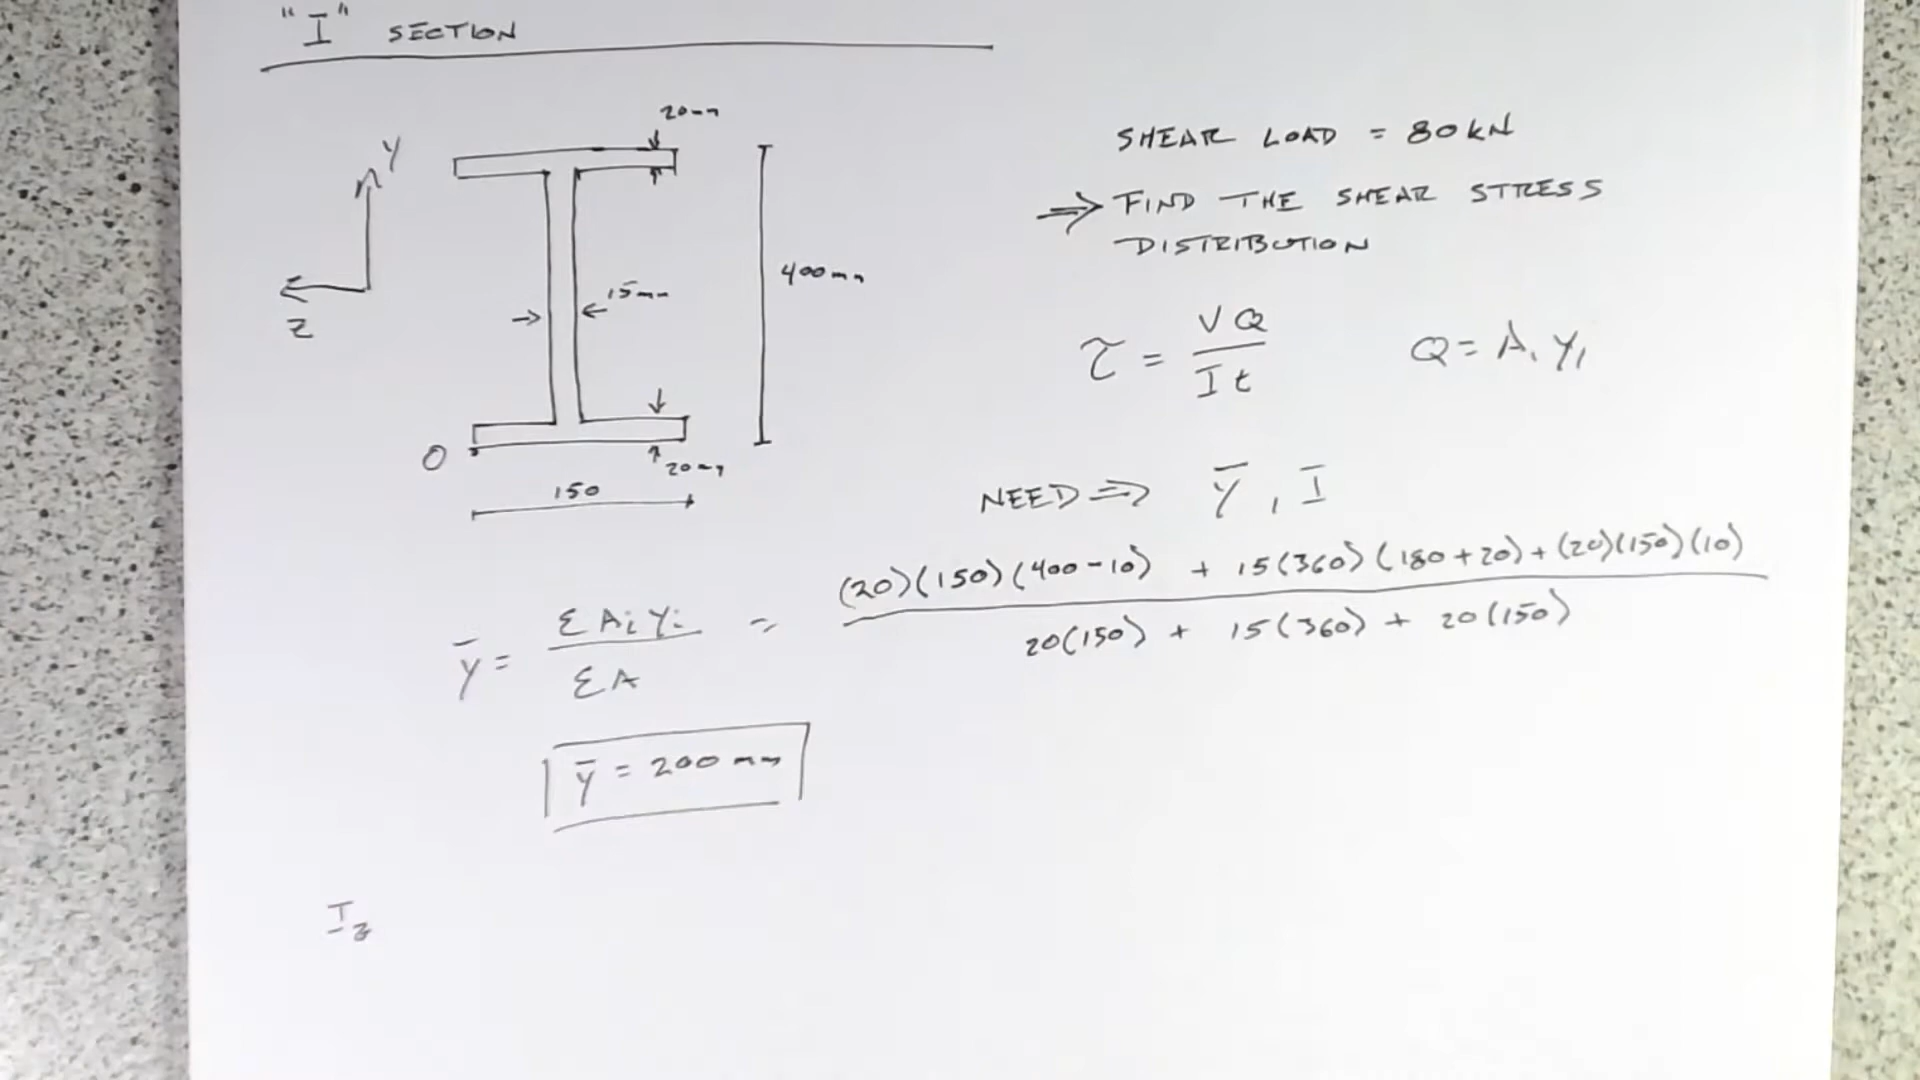 "I" SECTION
20mm
Y
Z
15mm
400mm
O
20mm
150
SHEAR LOAD = 80KN
⇒ FIND THE SHEAR STRESS
DISTRIBUTION
τ = VQ / It
Q = A₁ Y₁
NEED ⇒ Ȳ, I
ȳ = ΣAᵢYᵢ / ΣA = (20)(150)(400-10) + 15(360)(180+20) + (20)(150)(10) / 20(150) + 15(360) + 20(150)
ȳ = 200 mm
I_z